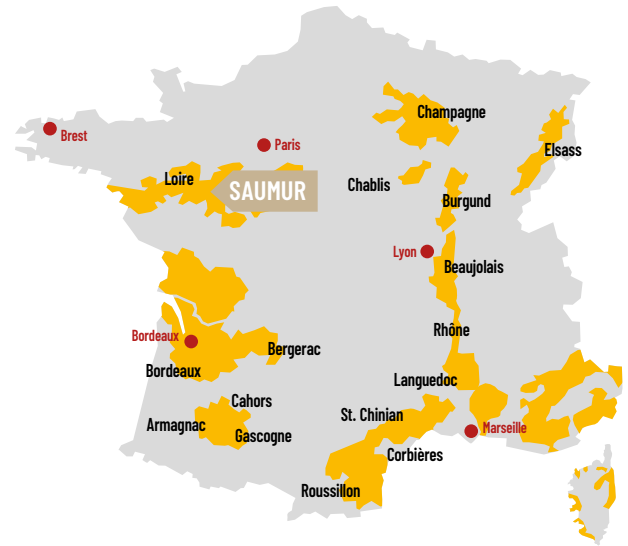 Champagne
Brest
Paris
Elsass
Loire
Chablis
SAUMUR
Burgund
Lyon
Beaujolais
Rhône
Bordeaux
Bergerac
Bordeaux
Languedoc
Cahors
St. Chinian
Armagnac
Marseille
Gascogne
Corbières
Roussillon